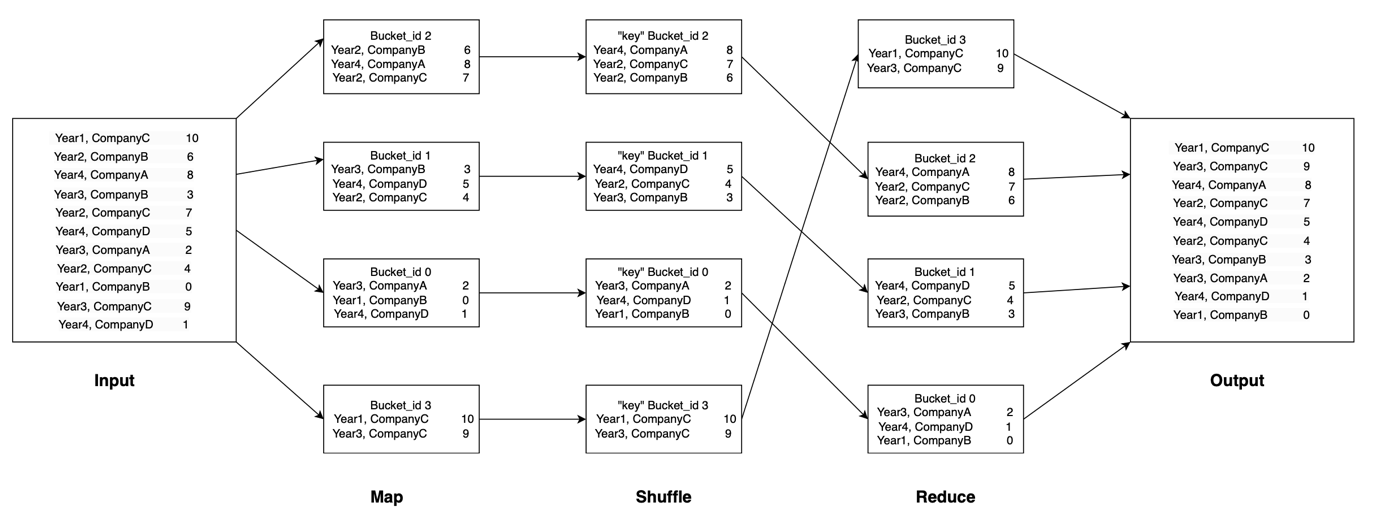 Year1, CompanyC 10
Year2, CompanyB 6
Year4, CompanyA 8
Year3, CompanyB 3
Year2, CompanyC 7
Year4, CompanyD 5
Year3, CompanyA 2
Year2, CompanyC 4
Year1, CompanyB 0
Year3, CompanyC 9
Year4, CompanyD 1
Input
Bucket_id 2
Year2, CompanyB 6
Year4, CompanyA 8
Year2, CompanyC 7
Bucket_id 1
Year3, CompanyB 3
Year4, CompanyD 5
Year2, CompanyC 4
Bucket_id 0
Year3, CompanyA 2
Year1, CompanyB 0
Year4, CompanyD 1
Bucket_id 3
Year1, CompanyC 10
Year3, CompanyC 9
Map
"key" Bucket_id 2
Year4, CompanyA 8
Year2, CompanyC 7
Year2, CompanyB 6
"key" Bucket_id 1
Year4, CompanyD 5
Year2, CompanyC 4
Year3, CompanyB 3
"key" Bucket_id 0
Year3, CompanyA 2
Year4, CompanyD 1
Year1, CompanyB 0
"key" Bucket_id 3
Year1, CompanyC 10
Year3, CompanyC 9
Shuffle
Bucket_id 3
Year1, CompanyC 10
Year3, CompanyC 9
Bucket_id 2
Year4, CompanyA 8
Year2, CompanyC 7
Year2, CompanyB 6
Bucket_id 1
Year4, CompanyD 5
Year2, CompanyC 4
Year3, CompanyB 3
Bucket_id 0
Year3, CompanyA 2
Year4, CompanyD 1
Year1, CompanyB 0
Reduce
Year1, CompanyC 10
Year3, CompanyC 9
Year4, CompanyA 8
Year2, CompanyC 7
Year4, CompanyD 5
Year2, CompanyC 4
Year3, CompanyB 3
Year3, CompanyA 2
Year4, CompanyD 1
Year1, CompanyB 0
Output